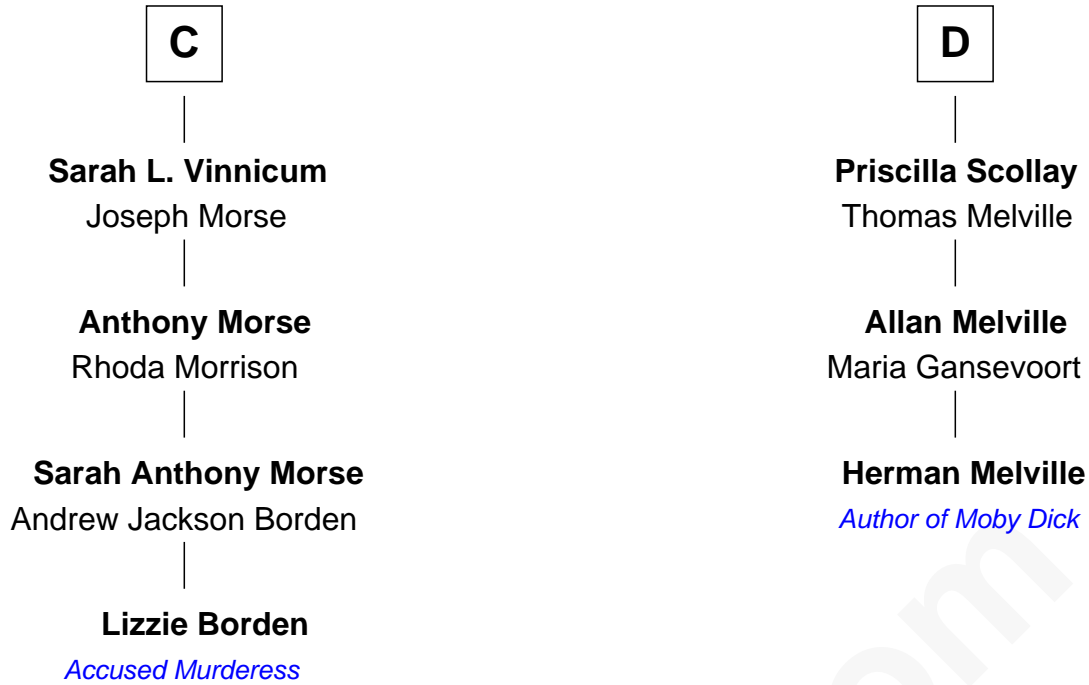 C
Sarah L. Vinnicum
Joseph Morse
Anthony Morse
Rhoda Morrison
Sarah Anthony Morse
Andrew Jackson Borden
Lizzie Borden
Accused Murderess
D
Priscilla Scollay
Thomas Melville
Allan Melville
Maria Gansevoort
Herman Melville
Author of Moby Dick
om